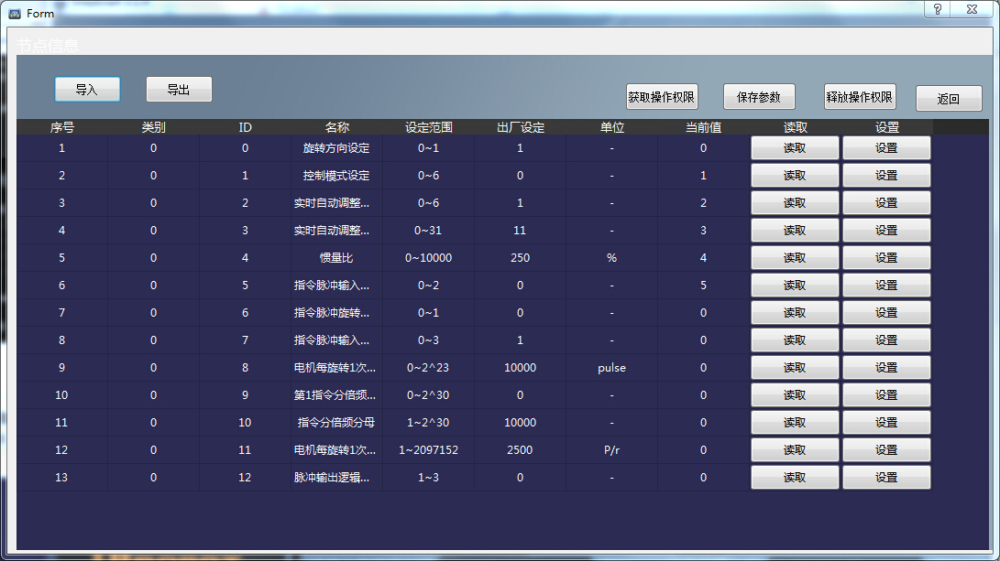 Form
节点信息
导入 导出 获取操作权限 保存参数 释放操作权限 返回
序号 类别 ID 名称 设定范围 出厂设定 单位 当前值 读取 设置
1 0 0 旋转方向设定 0~1 1 - 0 读取 设置
2 0 1 控制模式设定 0~6 0 - 1 读取 设置
3 0 2 实时自动调整... 0~6 1 - 2 读取 设置
4 0 3 实时自动调整... 0~31 11 - 3 读取 设置
5 0 4 惯量比 0~10000 250 % 4 读取 设置
6 0 5 指令脉冲输入... 0~2 0 - 5 读取 设置
7 0 6 指令脉冲旋转... 0~1 0 - 0 读取 设置
8 0 7 指令脉冲输入... 0~3 1 - 0 读取 设置
9 0 8 电机每旋转1次... 0~2^23 10000 pulse 0 读取 设置
10 0 9 第1指令分倍频... 0~2^30 0 - 0 读取 设置
11 0 10 指令分倍频分母 1~2^30 10000 - 0 读取 设置
12 0 11 电机每旋转1次... 1~2097152 2500 P/r 0 读取 设置
13 0 12 脉冲输出逻辑... 1~3 0 - 0 读取 设置